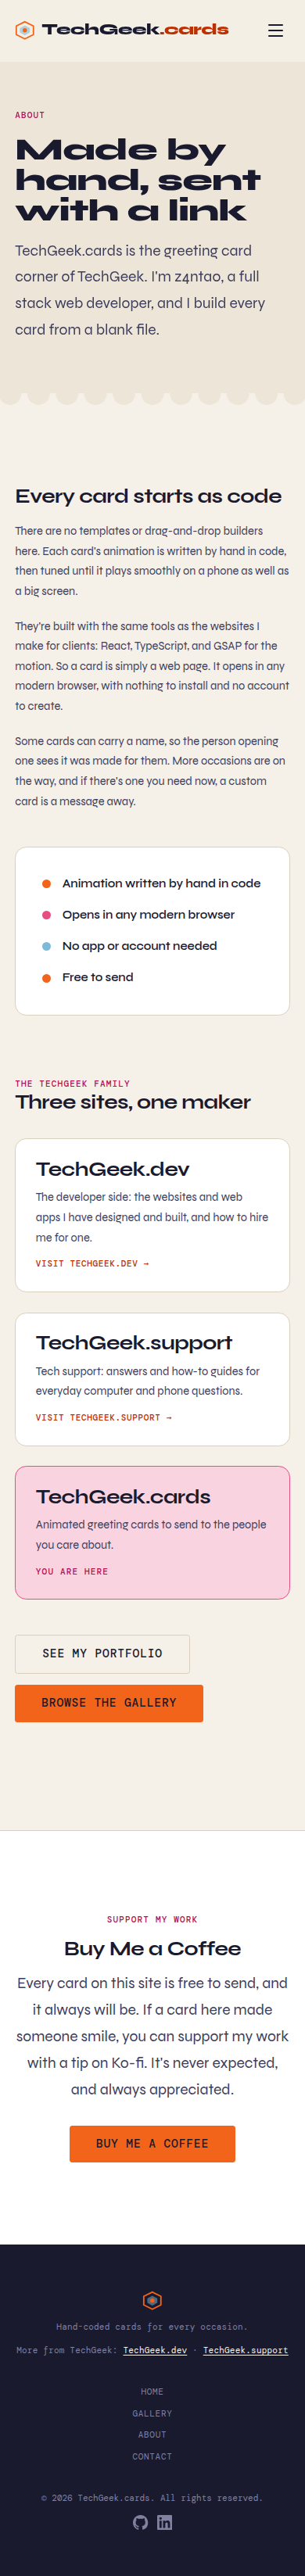 TechGeek.cards
ABOUT
Made by
hand, sent
with a link
TechGeek.cards is the greeting card
corner of TechGeek. I'm z4ntao, a full
stack web developer, and I build every
card from a blank file.
Every card starts as code
There are no templates or drag-and-drop builders
here. Each card's animation is written by hand in code,
then tuned until it plays smoothly on a phone as well as
a big screen.
They're built with the same tools as the websites I
make for clients: React, TypeScript, and GSAP for the
motion. So a card is simply a web page. It opens in any
modern browser, with nothing to install and no account
to create.
Some cards can carry a name, so the person opening
one sees it was made for them. More occasions are on
the way, and if there's one you need now, a custom
card is a message away.
Animation written by hand in code
Opens in any modern browser
No app or account needed
Free to send
THE TECHGEEK FAMILY
Three sites, one maker
TechGeek.dev
The developer side: the websites and web
apps I have designed and built, and how to hire
me for one.
VISIT TECHGEEK.DEV →
TechGeek.support
Tech support: answers and how-to guides for
everyday computer and phone questions.
VISIT TECHGEEK.SUPPORT →
TechGeek.cards
Animated greeting cards to send to the people
you care about.
YOU ARE HERE
SEE MY PORTFOLIO
BROWSE THE GALLERY
SUPPORT MY WORK
Buy Me a Coffee
Every card on this site is free to send, and
it always will be. If a card here made
someone smile, you can support my work
with a tip on Ko-fi. It's never expected,
and always appreciated.
BUY ME A COFFEE
Hand-coded cards for every occasion.
More from TechGeek: TechGeek.dev · TechGeek.support
HOME
GALLERY
ABOUT
CONTACT
© 2026 TechGeek.cards. All rights reserved.